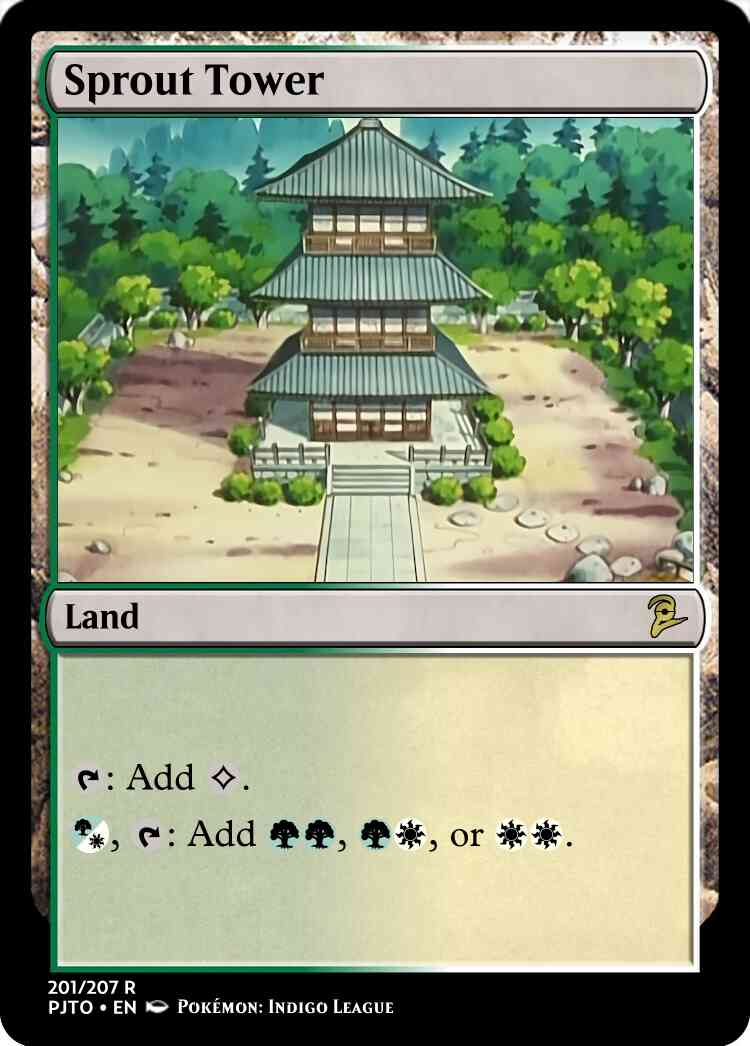 Sprout Tower
Land
: Add .
, : Add , , or .
201/207 R
PJTO • EN Pokémon: Indigo League